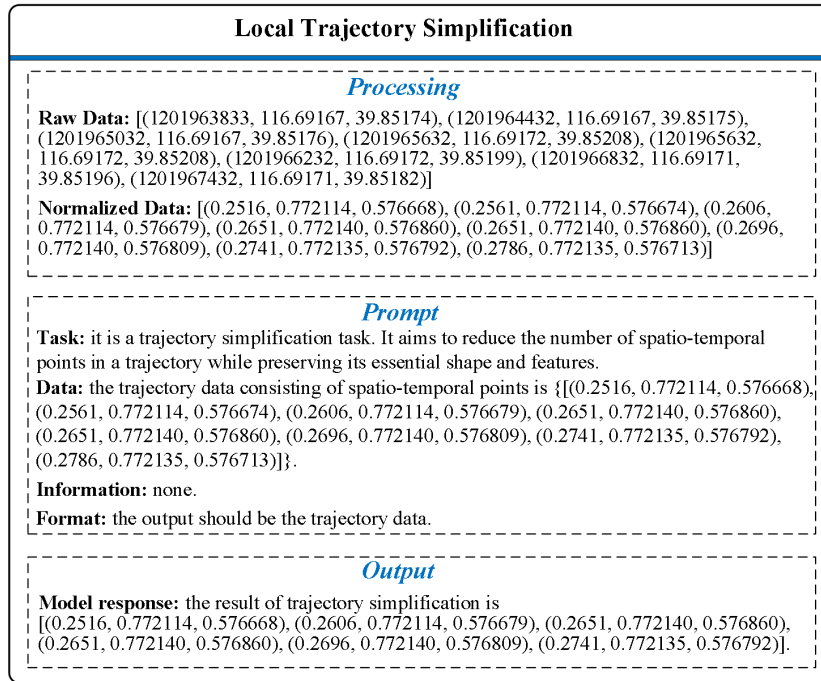 Local Trajectory Simplification
Processing
Raw Data: [(1201963833, 116.69167, 39.85174), (1201964432, 116.69167, 39.85175),
(1201965032, 116.69167, 39.85176), (1201965632, 116.69172, 39.85208), (1201965632,
116.69172, 39.85208), (1201966232, 116.69172, 39.85199), (1201966832, 116.69171,
39.85196), (1201967432, 116.69171, 39.85182)]
Normalized Data: [(0.2516, 0.772114, 0.576668), (0.2561, 0.772114, 0.576674), (0.2606,
0.772114, 0.576679), (0.2651, 0.772140, 0.576860), (0.2651, 0.772140, 0.576860), (0.2696,
0.772140, 0.576809), (0.2741, 0.772135, 0.576792), (0.2786, 0.772135, 0.576713)]
Prompt
Task: it is a trajectory simplification task. It aims to reduce the number of spatio-temporal
points in a trajectory while preserving its essential shape and features.
Data: the trajectory data consisting of spatio-temporal points is {[(0.2516, 0.772114, 0.576668),
(0.2561, 0.772114, 0.576674), (0.2606, 0.772114, 0.576679), (0.2651, 0.772140, 0.576860),
(0.2651, 0.772140, 0.576860), (0.2696, 0.772140, 0.576809), (0.2741, 0.772135, 0.576792),
(0.2786, 0.772135, 0.576713)]}.
Information: none.
Format: the output should be the trajectory data.
Output
Model response: the result of trajectory simplification is
[(0.2516, 0.772114, 0.576668), (0.2606, 0.772114, 0.576679), (0.2651, 0.772140, 0.576860),
(0.2651, 0.772140, 0.576860), (0.2696, 0.772140, 0.576809), (0.2741, 0.772135, 0.576792)].